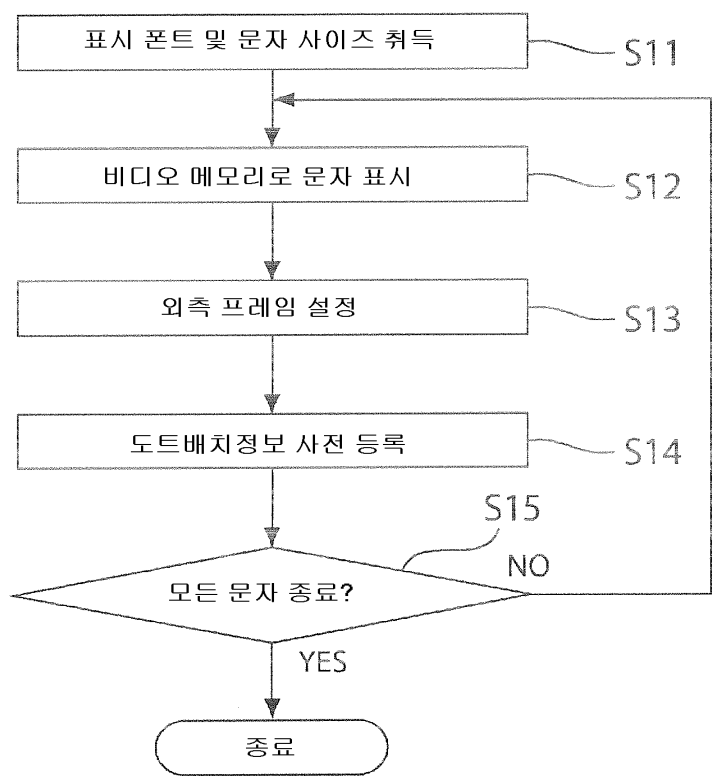 표시 폰트 및 문자 사이즈 취득
S11
비디오 메모리로 문자 표시
S12
외측 프레임 설정
S13
도트배치정보 사전 등록
S14
S15
모든 문자 종료?
NO
YES
종료